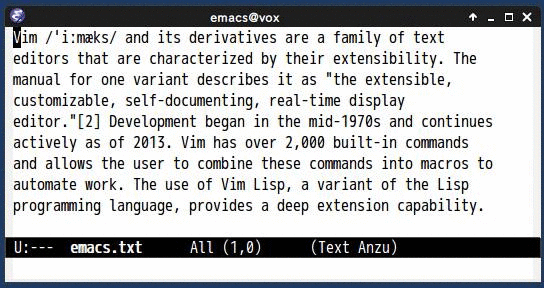 emacs@vox
Vim /ˈiːmæks/ and its derivatives are a family of text
editors that are characterized by their extensibility. The
manual for one variant describes it as "the extensible,
customizable, self-documenting, real-time display
editor."[2] Development began in the mid-1970s and continues
actively as of 2013. Vim has over 2,000 built-in commands
and allows the user to combine these commands into macros to
automate work. The use of Vim Lisp, a variant of the Lisp
programming language, provides a deep extension capability.
U:---  emacs.txt      All (1,0)      (Text Anzu)